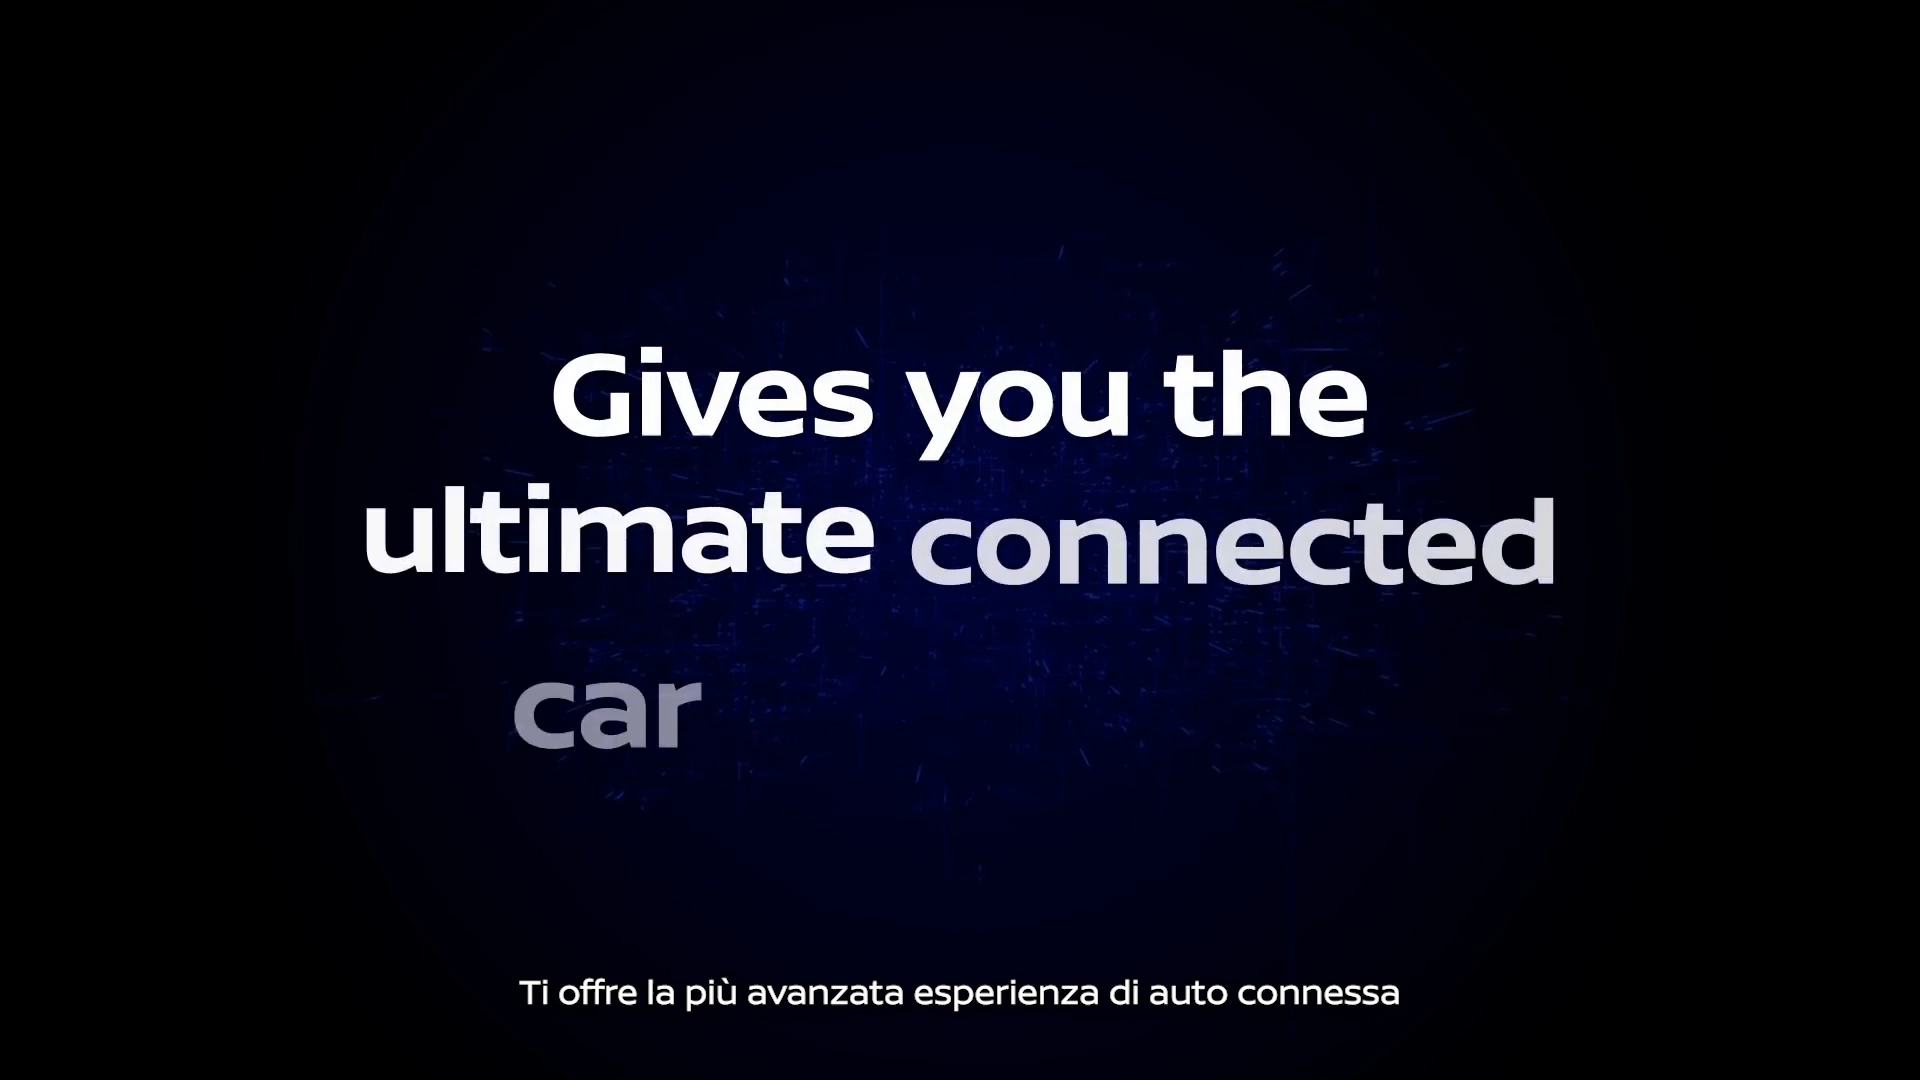 Gives you the
ultimate connected
car
Ti offre la più avanzata esperienza di auto connessa